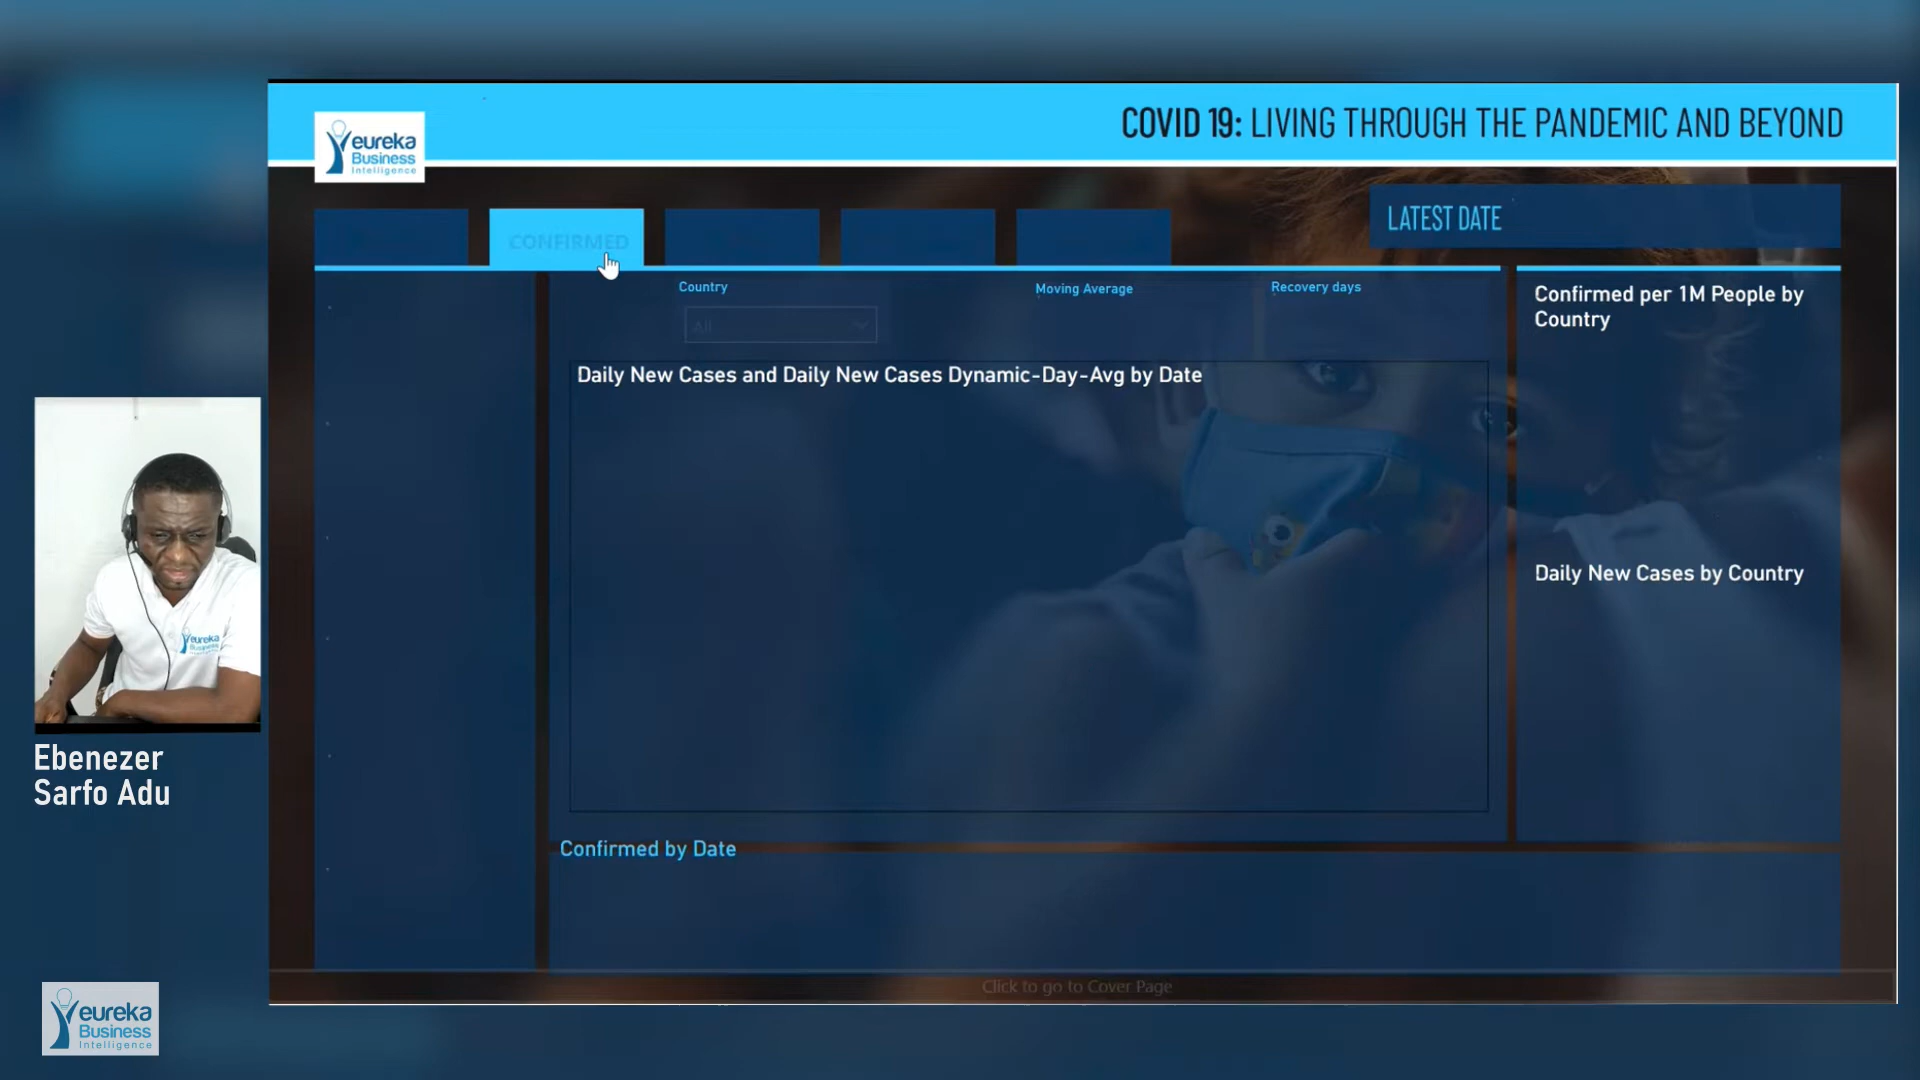 COVID 19: LIVING THROUGH THE PANDEMIC AND BEYOND
eureka
Business
Intelligence
CONFIRMED
LATEST DATE
Country
Moving Average
Recovery days
All
Confirmed per 1M People by
Country
Daily New Cases and Daily New Cases Dynamic-Day-Avg by Date
Daily New Cases by Country
eureka
Business
Ebenezer
Sarfo Adu
Confirmed by Date
Click to go to Cover Page
eureka
Business
Intelligence